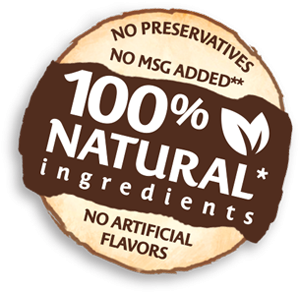 NO PRESERVATIVES
NO MSG ADDED**
100%
NATURAL*
ingredients
NO ARTIFICIAL
FLAVORS